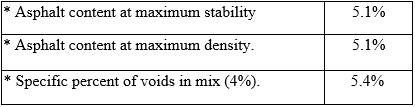 * Asphalt content at maximum stability 5.1%
* Asphalt content at maximum density. 5.1%
* Specific percent of voids in mix (4%). 5.4%